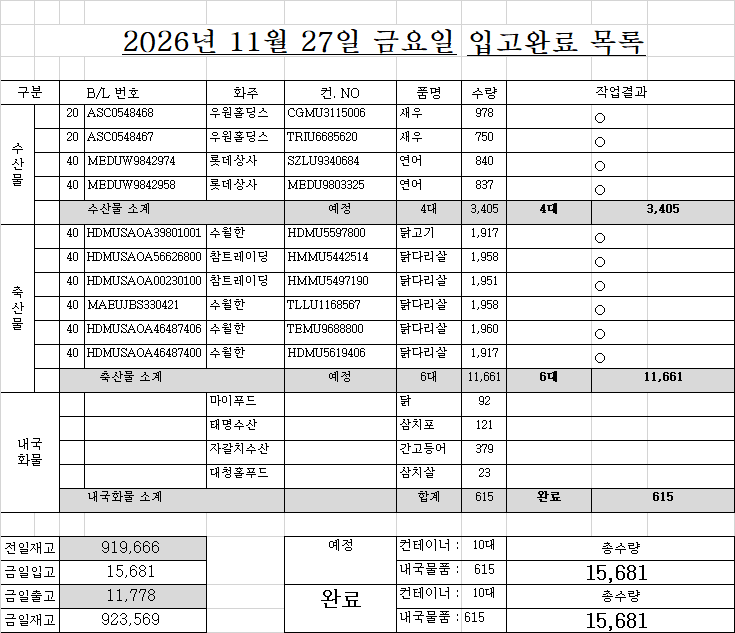 2026년 11월 27일 금요일 입고완료 목록
구분 B/L 번호 화주 컨. NO 품명 수량 작업결과
수산물
20 ASC0548468 우원홀딩스 CGMU3115006 새우 978 ○
20 ASC0548467 우원홀딩스 TRIU6685620 새우 750 ○
40 MEDUW9842974 롯데상사 SZLU9340684 연어 840 ○
40 MEDUW9842958 롯데상사 MEDU9803325 연어 837 ○
수산물 소계 예정 4대 3,405 4대 3,405
축산물
40 HDMUSAOA39801001 수월한 HDMU5597800 닭고기 1,917 ○
40 HDMUSAOA56626800 참트레이딩 HMMU5442514 닭다리살 1,958 ○
40 HDMUSAOA00230100 참트레이딩 HMMU5497190 닭다리살 1,951 ○
40 MAEUJBS330421 수월한 TLLU1168567 닭다리살 1,958 ○
40 HDMUSAOA46487406 수월한 TEMU9688800 닭다리살 1,960 ○
40 HDMUSAOA46487400 수월한 HDMU5619406 닭다리살 1,917 ○
축산물 소계 예정 6대 11,661 6대 11,661
내국화물
마이푸드 닭 92
태명수산 삼치포 121
자갈치수산 간고등어 379
대청홀푸드 삼치살 23
내국화물 소계 합계 615 완료 615
전일재고 919,666 예정 컨테이너 : 10대 총수량
금일입고 15,681 내국물품 : 615 15,681
금일출고 11,778 완료 컨테이너 : 10대 총수량
금일재고 923,569 내국물품 : 615 15,681